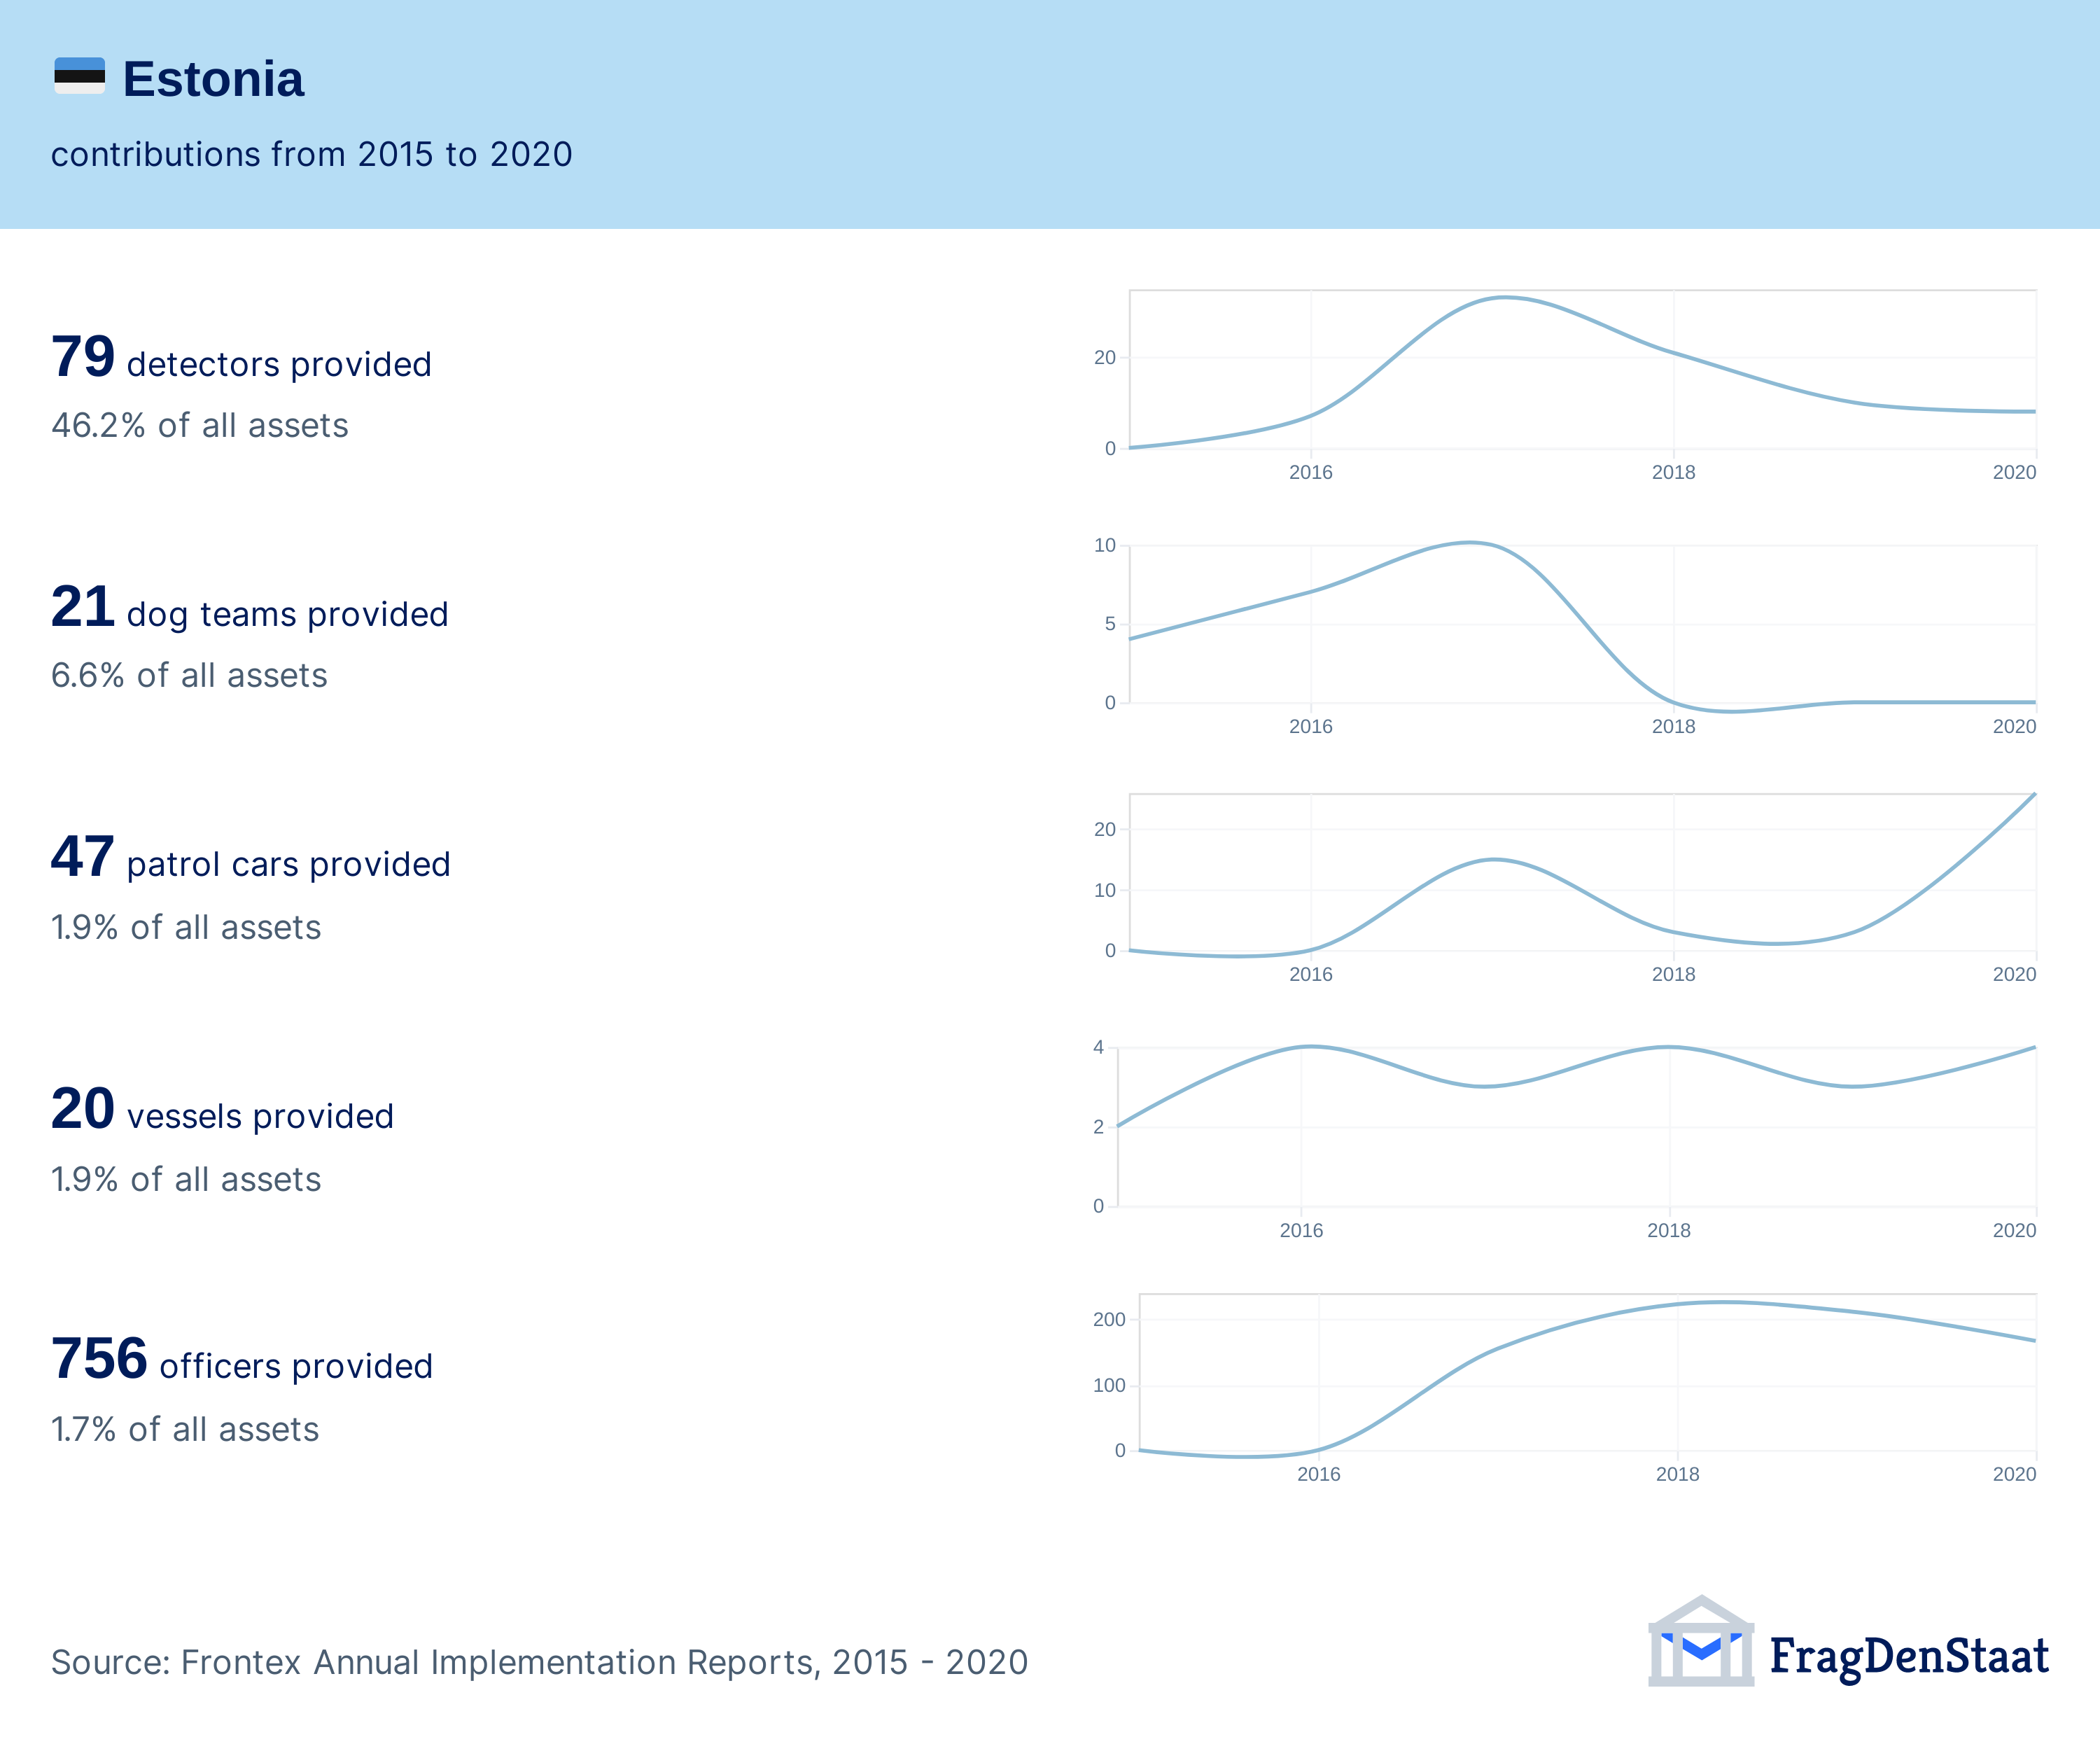 Estonia
contributions from 2015 to 2020
79 detectors provided
46.2% of all assets
20
0
2016 2018 2020
21 dog teams provided
6.6% of all assets
10
5
0
2016 2018 2020
47 patrol cars provided
1.9% of all assets
20
10
0
2016 2018 2020
20 vessels provided
1.9% of all assets
4
2
0
2016 2018 2020
756 officers provided
1.7% of all assets
200
100
0
2016 2018 2020
Source: Frontex Annual Implementation Reports, 2015 - 2020
FragDenStaat